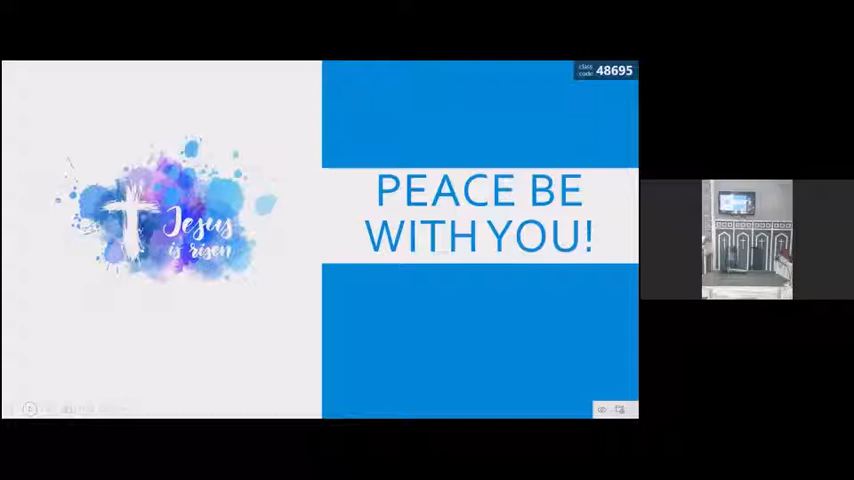 Jesus
is risen
class
code 48695
PEACE BE
WITH YOU!